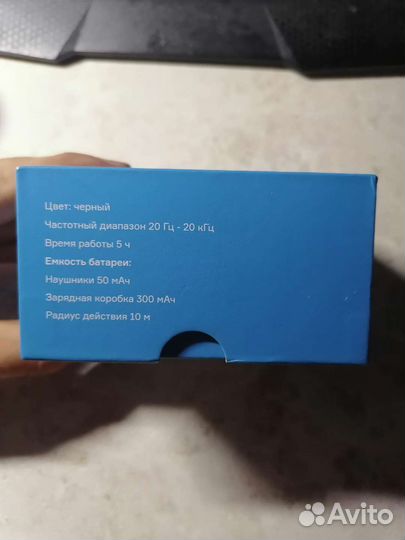 Цвет: черный
Частотный диапазон 20 Гц - 20 кГц
Время работы 5 ч
Емкость батареи:
Наушники 50 мАч
Зарядная коробка 300 мАч
Радиус действия 10 м
Avito